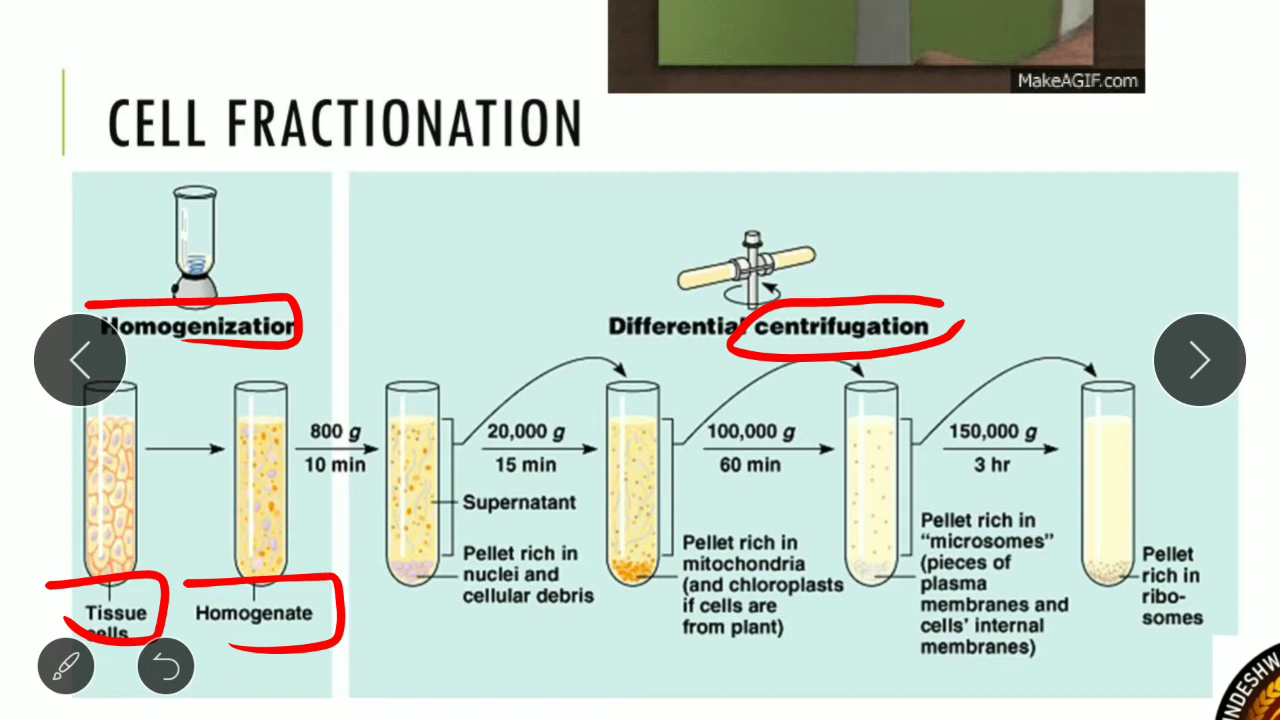 MakeAGIF.com
CELL FRACTIONATION
Homogenization
Differential centrifugation
800 g
10 min
20,000 g
15 min
100,000 g
60 min
150,000 g
3 hr
Supernatant
Pellet rich in
nuclei and
cellular debris
Pellet rich in
mitochondria
(and chloroplasts
if cells are
from plant)
Pellet rich in
“microsomes”
(pieces of
plasma
membranes and
cells’ internal
membranes)
Pellet
rich in
ribo-
somes
Tissue
cells
Homogenate
NDESHW